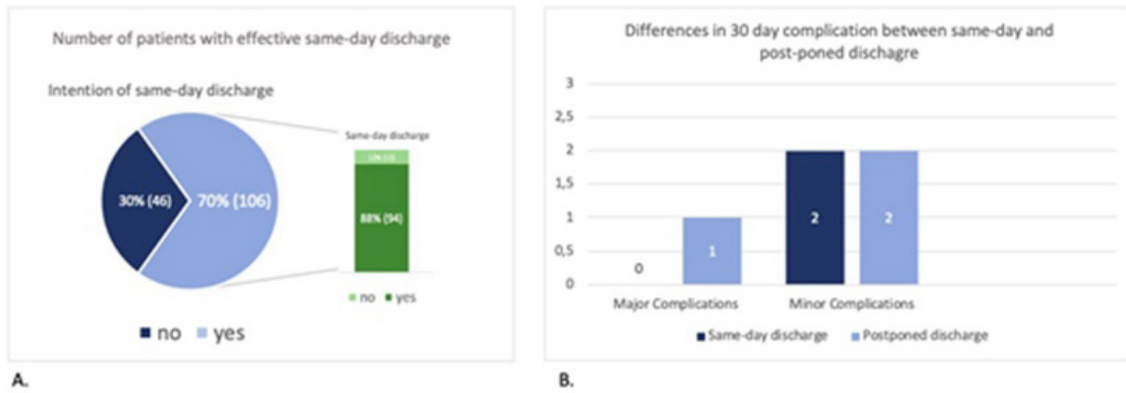 Number of patients with effective same-day discharge
Intention of same-day discharge
Same-day discharge
30% (46)
70% (106)
88% (94)
no yes
no yes
A.
Differences in 30 day complication between same-day and
post-poned dischagre
3
2,5
2
1,5
1
0,5
0
0
1
2
2
Major Complications
Minor Complications
Same-day discharge
Postponed discharge
B.